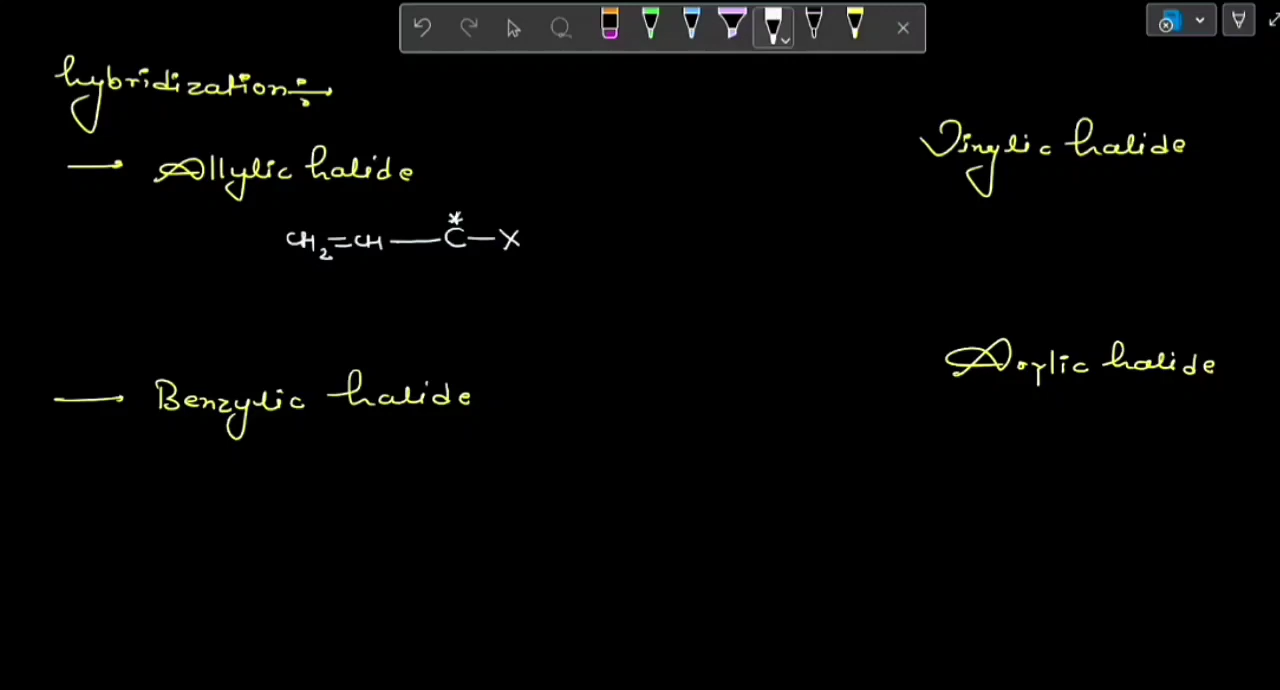 hybridization:→
— Allylic halide
Vinylic halide
CH₂=CH—C*—X
Arylic halide
— Benzylic halide